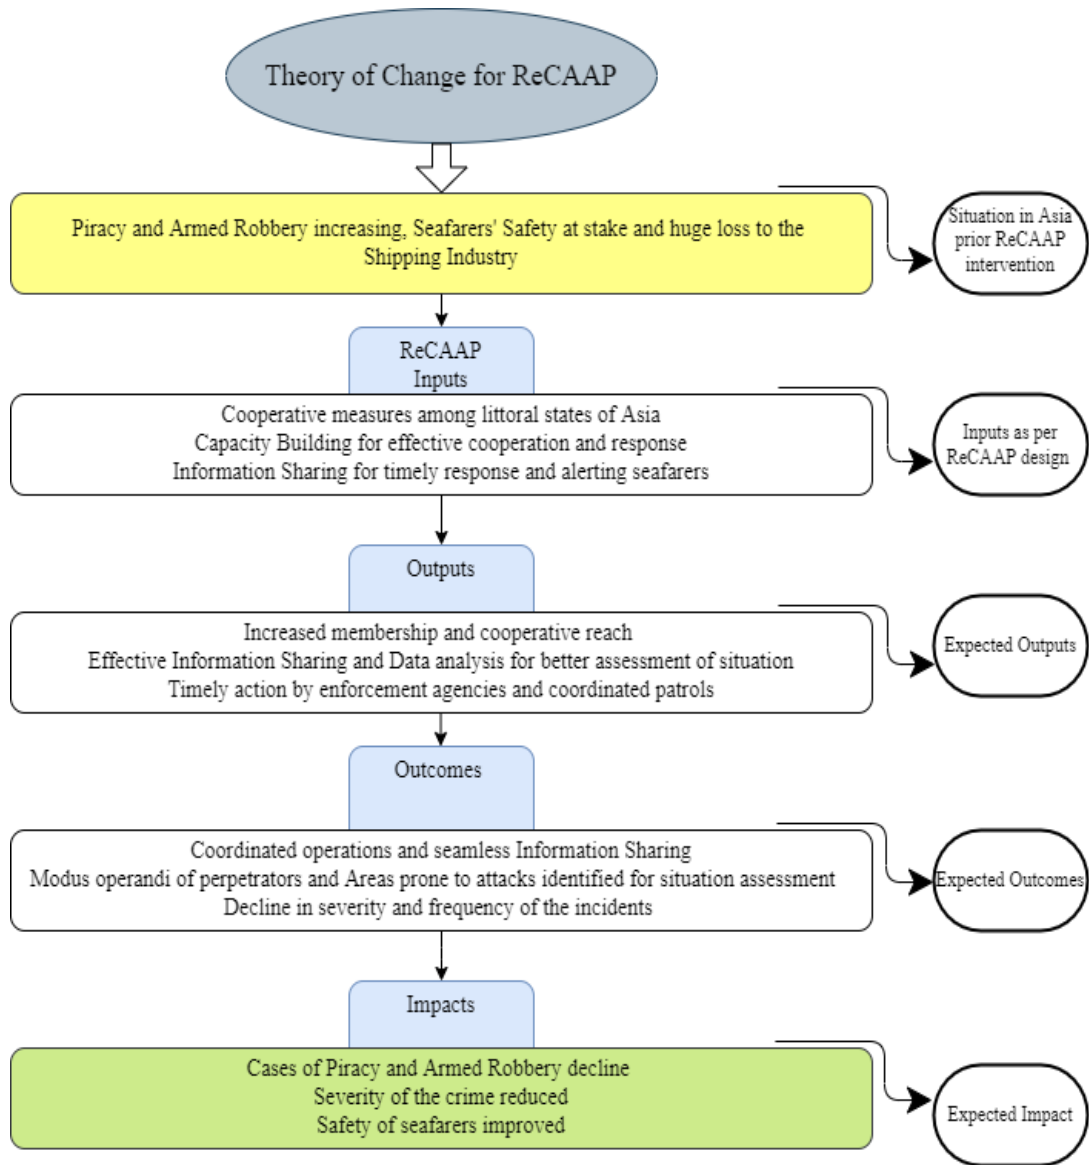 Theory of Change for ReCAAP
Piracy and Armed Robbery increasing, Seafarers' Safety at stake and huge loss to the
Shipping Industry
Situation in Asia
prior ReCAAP
intervention
ReCAAP
Inputs
Cooperative measures among littoral states of Asia
Capacity Building for effective cooperation and response
Information Sharing for timely response and alerting seafarers
Inputs as per
ReCAAP design
Outputs
Increased membership and cooperative reach
Effective Information Sharing and Data analysis for better assessment of situation
Timely action by enforcement agencies and coordinated patrols
Expected Outputs
Outcomes
Coordinated operations and seamless Information Sharing
Modus operandi of perpetrators and Areas prone to attacks identified for situation assessment
Decline in severity and frequency of the incidents
Expected Outcomes
Impacts
Cases of Piracy and Armed Robbery decline
Severity of the crime reduced
Safety of seafarers improved
Expected Impact